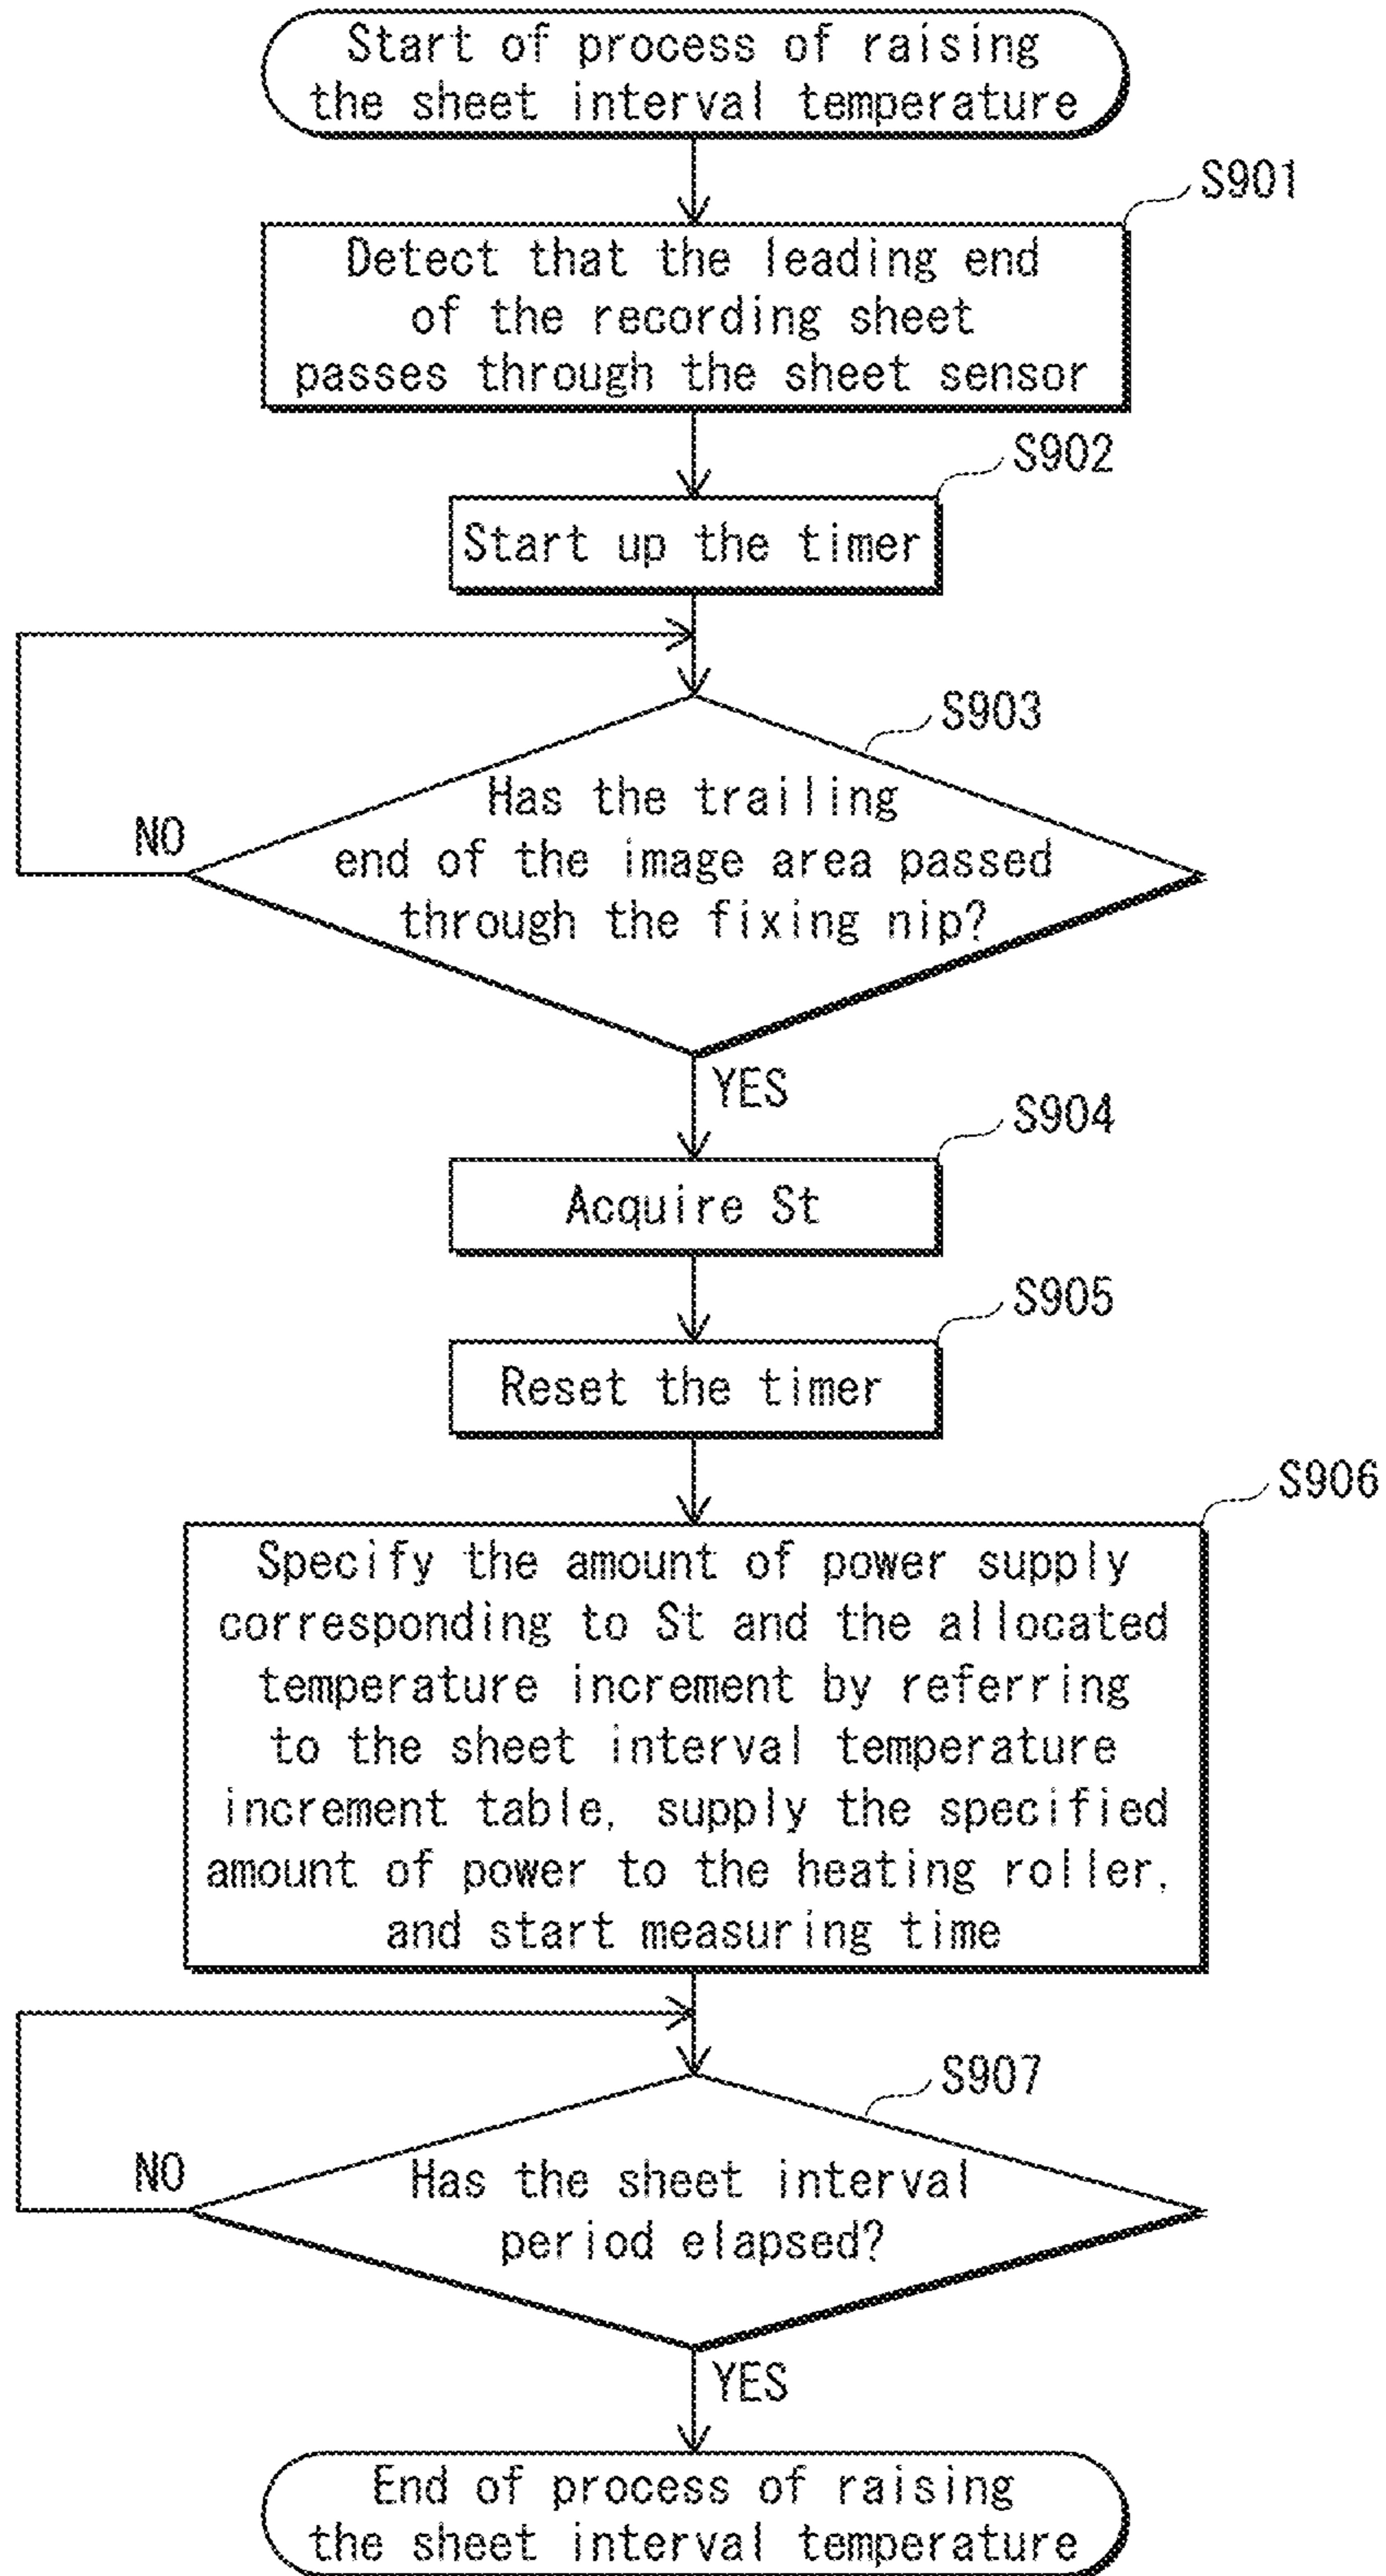 Start of process of raising
the sheet interval temperature
S901
Detect that the leading end
of the recording sheet
passes through the sheet sensor
S902
Start up the timer
S903
Has the trailing
end of the image area passed
through the fixing nip?
NO
YES
S904
Acquire St
S905
Reset the timer
S906
Specify the amount of power supply
corresponding to St and the allocated
temperature increment by referring
to the sheet interval temperature
increment table, supply the specified
amount of power to the heating roller,
and start measuring time
S907
Has the sheet interval
period elapsed?
NO
YES
End of process of raising
the sheet interval temperature